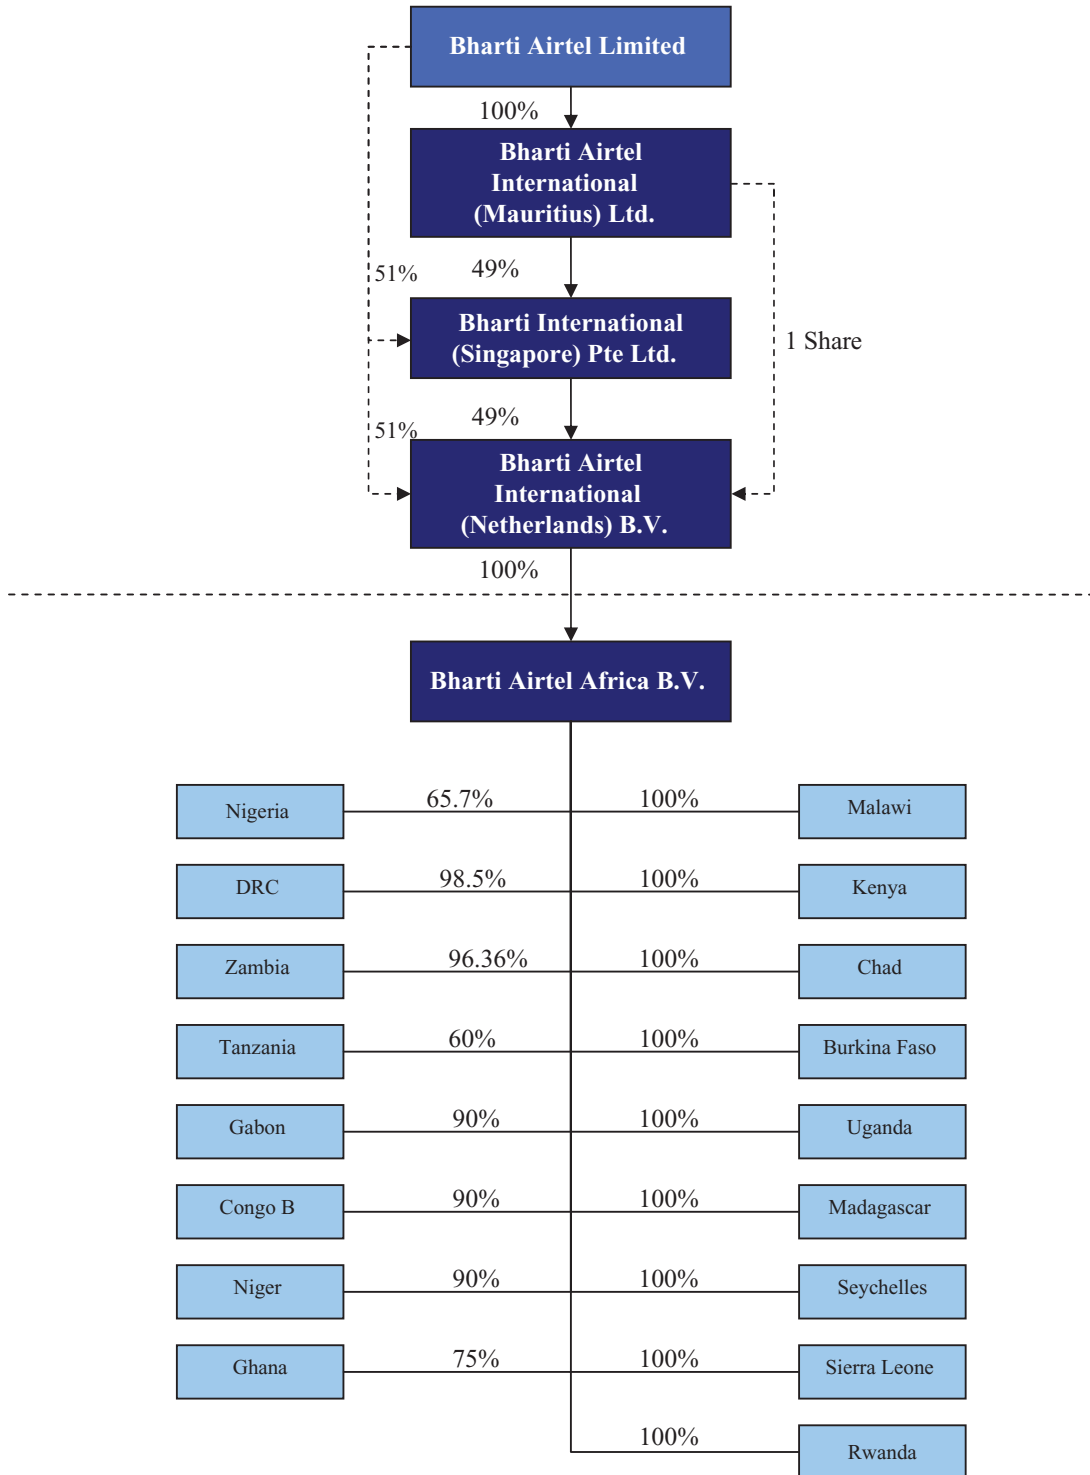 Bharti Airtel Limited
100%
Bharti Airtel
International
(Mauritius) Ltd.
51%
49%
1 Share
Bharti International
(Singapore) Pte Ltd.
51%
49%
Bharti Airtel
International
(Netherlands) B.V.
100%
Bharti Airtel Africa B.V.
Nigeria
65.7%
100%
Malawi
DRC
98.5%
100%
Kenya
Zambia
96.36%
100%
Chad
Tanzania
60%
100%
Burkina Faso
Gabon
90%
100%
Uganda
Congo B
90%
100%
Madagascar
Niger
90%
100%
Seychelles
Ghana
75%
100%
Sierra Leone
100%
Rwanda